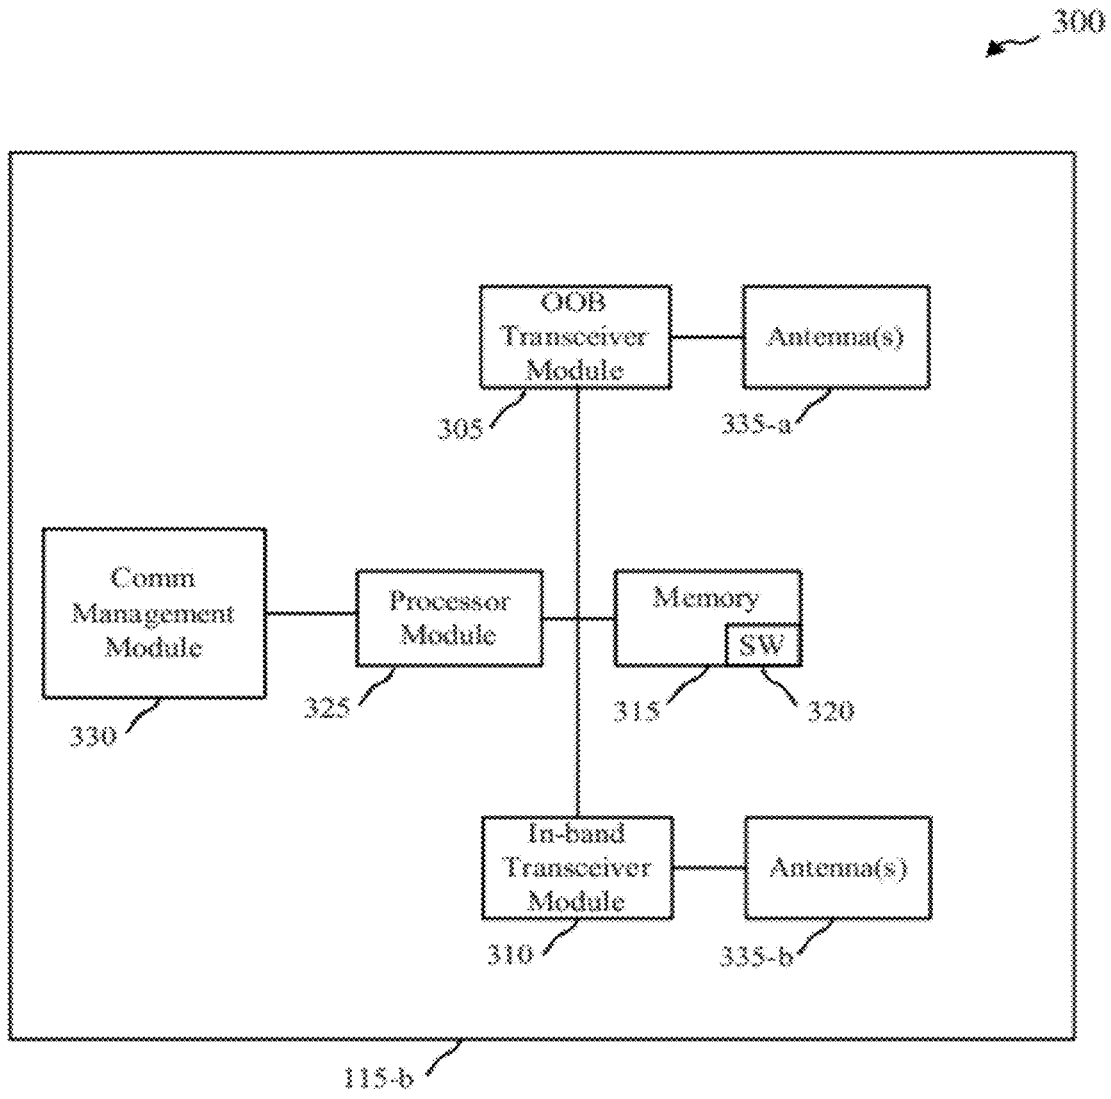 300
OOB
Transceiver
Module
Antenna(s)
305
335-a
Comm
Management
Module
Processor
Module
Memory
SW
330
325
315
320
In-band
Transceiver
Module
Antenna(s)
310
335-b
115-b